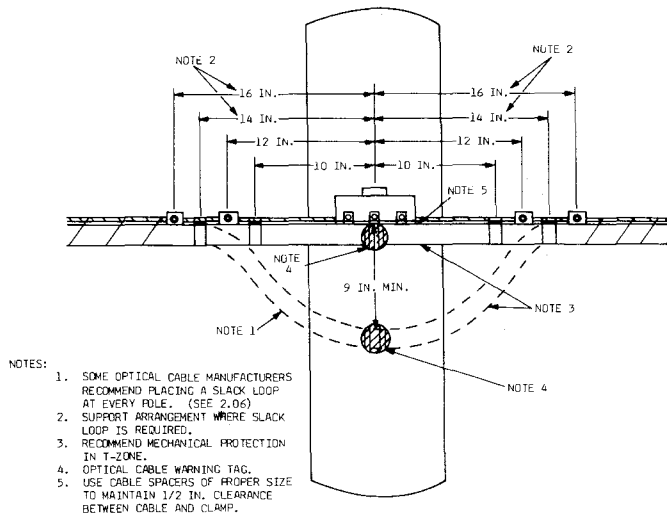 NOTE 2
NOTE 2
16 IN.
16 IN.
14 IN.
14 IN.
12 IN.
12 IN.
10 IN.
10 IN.
NOTE 5
NOTE 4
9 IN. MIN.
NOTE 3
NOTE 1
NOTE 4
NOTES:
1. SOME OPTICAL CABLE MANUFACTURERS
RECOMMEND PLACING A SLACK LOOP
AT EVERY POLE. (SEE 2.06)
2. SUPPORT ARRANGEMENT WHERE SLACK
LOOP IS REQUIRED.
3. RECOMMEND MECHANICAL PROTECTION
IN T-ZONE.
4. OPTICAL CABLE WARNING TAG.
5. USE CABLE SPACERS OF PROPER SIZE
TO MAINTAIN 1/2 IN. CLEARANCE
BETWEEN CABLE AND CLAMP.